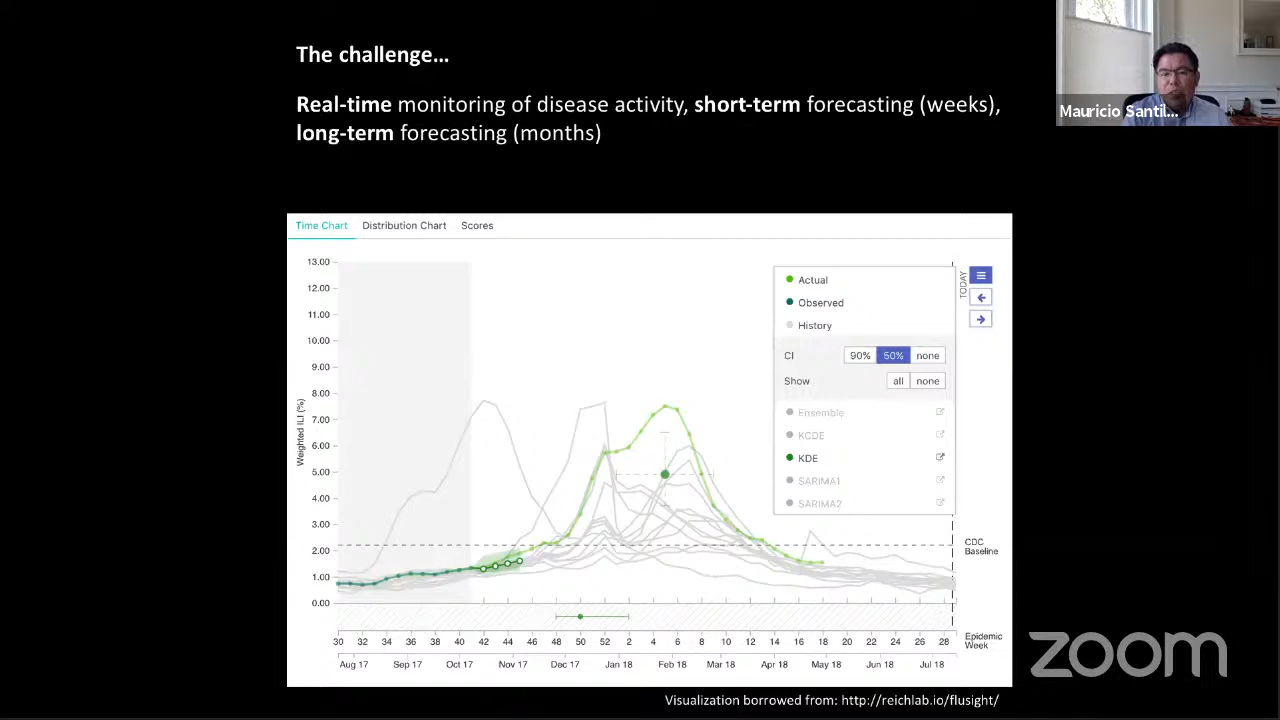 The challenge...
Real-time monitoring of disease activity, short-term forecasting (weeks),
long-term forecasting (months)
Mauricio Santil...
Time Chart Distribution Chart Scores
13.00
12.00
11.00
10.00
9.00
8.00
7.00
6.00
5.00
4.00
3.00
2.00
1.00
0.00
Weighted ILI (%)
Actual
Observed
History
CI 90% 50% none
Show all none
Ensemble
KCDE
KDE
SARIMA1
SARIMA2
TODAY
CDC
Baseline
30 32 34 36 38 40 42 44 46 48 50 52 2 4 6 8 10 12 14 16 18 20 22 24 26 28
Epidemic
Week
Aug 17 Sep 17 Oct 17 Nov 17 Dec 17 Jan 18 Feb 18 Mar 18 Apr 18 May 18 Jun 18 Jul 18
zoom
Visualization borrowed from: http://reichlab.io/flusight/